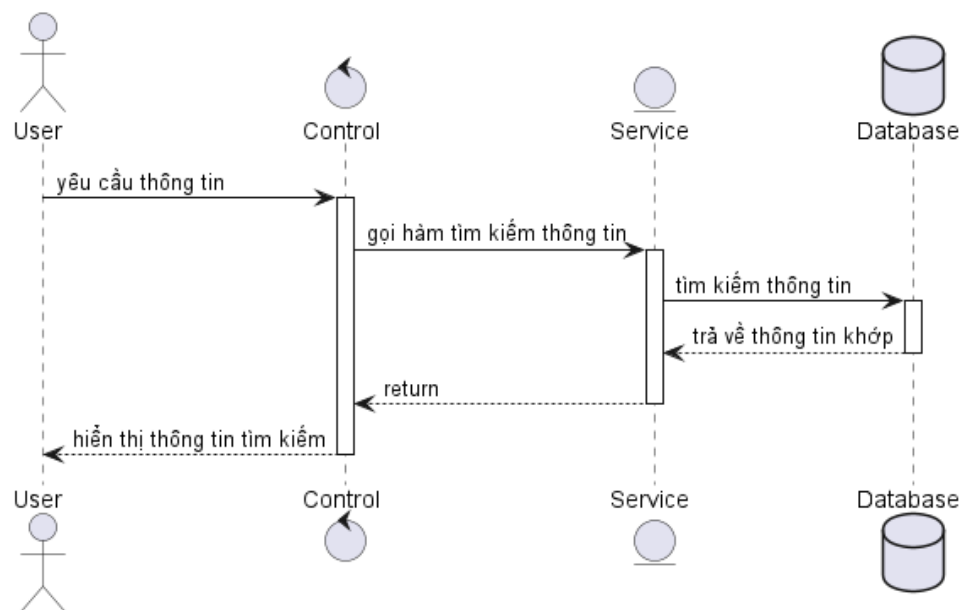 User
Control
Service
Database
yêu cầu thông tin
gọi hàm tìm kiếm thông tin
tìm kiếm thông tin
trả về thông tin khớp
return
hiển thị thông tin tìm kiếm
User
Control
Service
Database